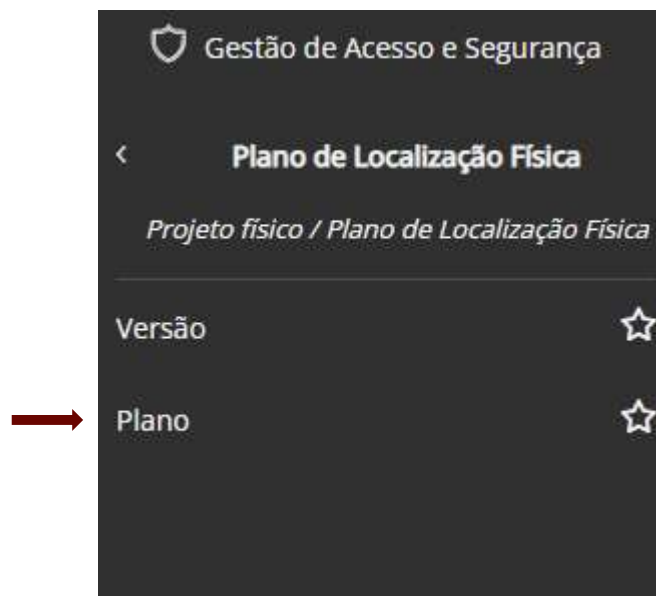 Gestão de Acesso e Segurança
Plano de Localização Física
Projeto físico / Plano de Localização Física
Versão
Plano